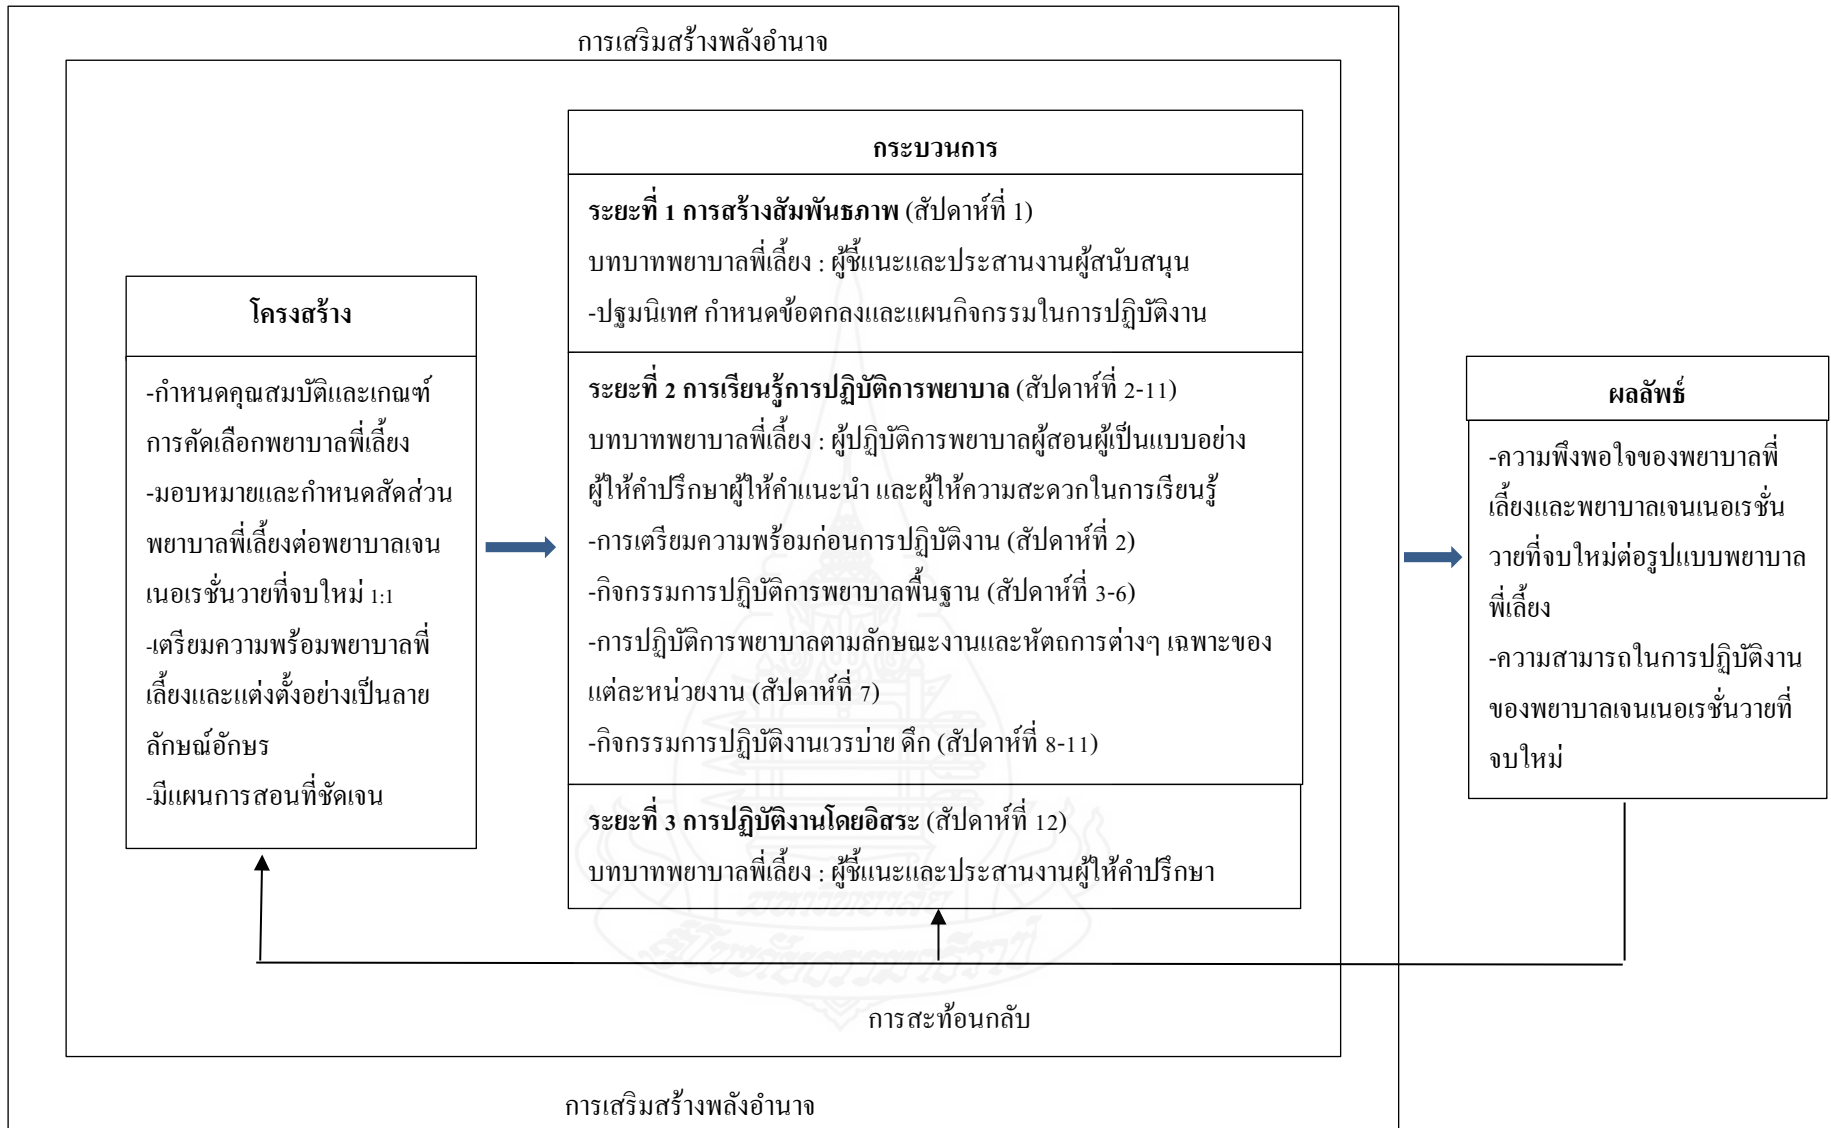 การเสริมสร้างพลังอำนาจ
โครงสร้าง
-กำหนดคุณสมบัติและเกณฑ์
การคัดเลือกพยาบาลพี่เลี้ยง
-มอบหมายและกำหนดสัดส่วน
พยาบาลพี่เลี้ยงต่อพยาบาลเจน
เนอเรชั่นวายที่จบใหม่ 1:1
-เตรียมความพร้อมพยาบาลพี่
เลี้ยงและแต่งตั้งอย่างเป็นลาย
ลักษณ์อักษร
-มีแผนการสอนที่ชัดเจน
กระบวนการ
ระยะที่ 1 การสร้างสัมพันธภาพ (สัปดาห์ที่ 1)
บทบาทพยาบาลพี่เลี้ยง : ผู้ชี้แนะและประสานงานผู้สนับสนุน
-ปฐมนิเทศ กำหนดข้อตกลงและแผนกิจกรรมในการปฏิบัติงาน
ระยะที่ 2 การเรียนรู้การปฏิบัติการพยาบาล (สัปดาห์ที่ 2-11)
บทบาทพยาบาลพี่เลี้ยง : ผู้ปฏิบัติการพยาบาลผู้สอนผู้เป็นแบบอย่าง
ผู้ให้คำปรึกษาผู้ให้คำแนะนำ และผู้ให้ความสะดวกในการเรียนรู้
-การเตรียมความพร้อมก่อนการปฏิบัติงาน (สัปดาห์ที่ 2)
-กิจกรรมการปฏิบัติการพยาบาลพื้นฐาน (สัปดาห์ที่ 3-6)
-การปฏิบัติการพยาบาลตามลักษณะงานและหัตถการต่างๆ เฉพาะของ
แต่ละหน่วยงาน (สัปดาห์ที่ 7)
-กิจกรรมการปฏิบัติงานเวรบ่าย ดึก (สัปดาห์ที่ 8-11)
ระยะที่ 3 การปฏิบัติงานโดยอิสระ (สัปดาห์ที่ 12)
บทบาทพยาบาลพี่เลี้ยง : ผู้ชี้แนะและประสานงานผู้ให้คำปรึกษา
ผลลัพธ์
-ความพึงพอใจของพยาบาลพี่
เลี้ยงและพยาบาลเจนเนอเรชั่น
วายที่จบใหม่ต่อรูปแบบพยาบาล
พี่เลี้ยง
-ความสามารถในการปฏิบัติงาน
ของพยาบาลเจนเนอเรชั่นวายที่
จบใหม่
มหาวิทยาลัย
สุโขทัยธรรมาธิราช
การสะท้อนกลับ
การเสริมสร้างพลังอำนาจ